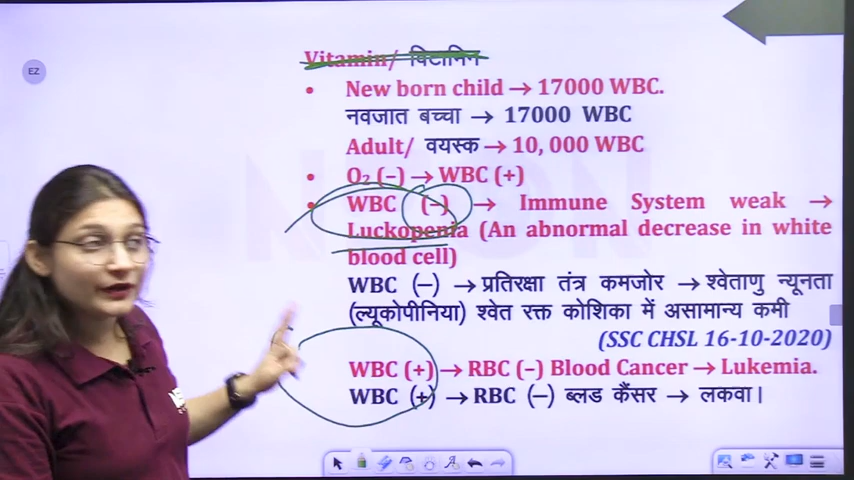 EZ
Vitamin/ विटामिन
• New born child → 17000 WBC.
नवजात बच्चा → 17000 WBC
Adult/ वयस्क → 10, 000 WBC
• O₂ (–) → WBC (+)
• WBC (–) → Immune System weak →
Luckopenia (An abnormal decrease in white
blood cell)
WBC (–) → प्रतिरक्षा तंत्र कमजोर → श्वेताणु न्यूनता
(ल्यूकोपीनिया) श्वेत रक्त कोशिका में असामान्य कमी
(SSC CHSL 16-10-2020)
WBC (+) → RBC (–) Blood Cancer → Lukemia.
WBC (+) → RBC (–) ब्लड कैंसर → लकवा।